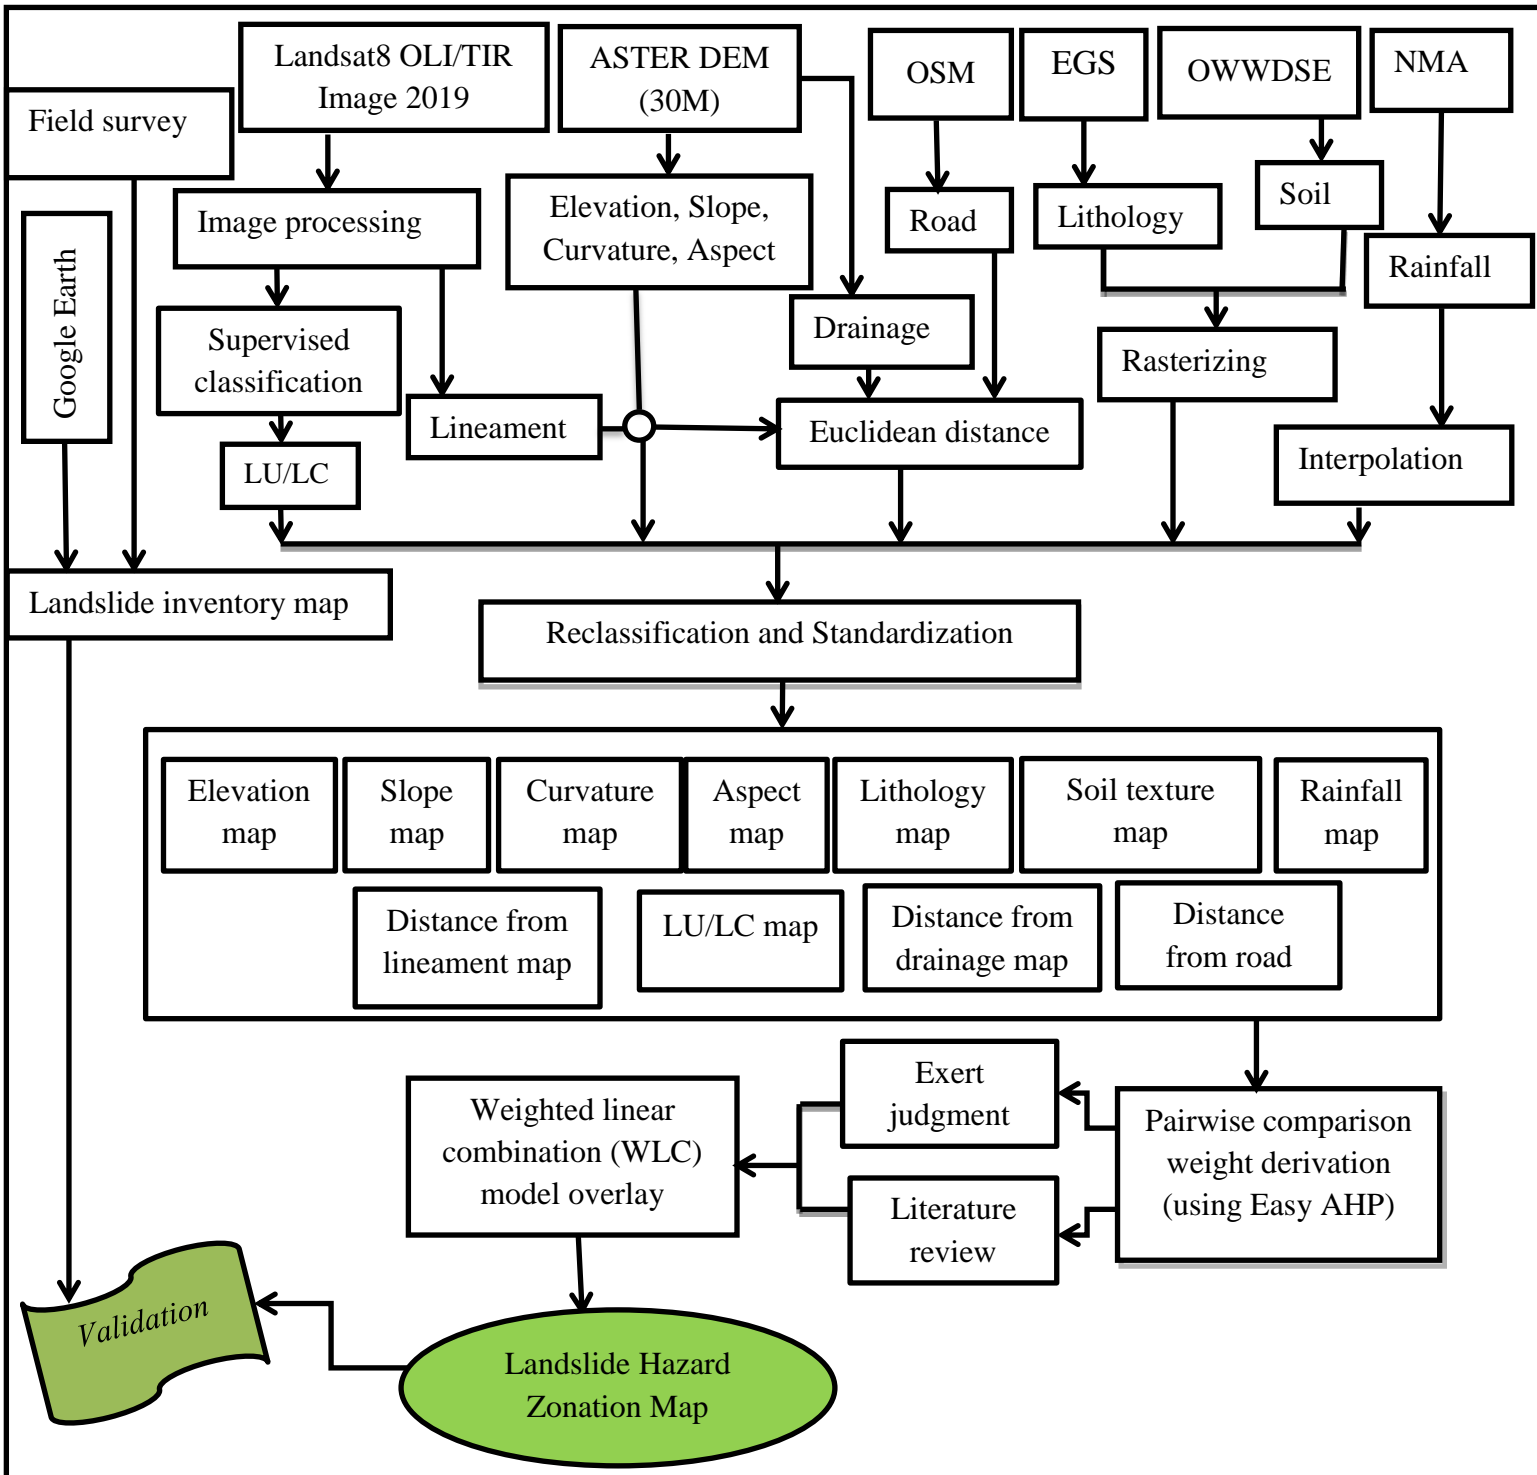 Landsat8 OLI/TIR
Image 2019
ASTER DEM
(30M)
OSM
EGS
OWWDSE
NMA
Field survey
Google Earth
Image processing
Elevation, Slope,
Curvature, Aspect
Road
Lithology
Soil
Rainfall
Supervised
classification
Drainage
Rasterizing
Lineament
Euclidean distance
Interpolation
LU/LC
Landslide inventory map
Reclassification and Standardization
Elevation
map
Slope
map
Curvature
map
Aspect
map
Lithology
map
Soil texture
map
Rainfall
map
Distance from
lineament map
LU/LC map
Distance from
drainage map
Distance
from road
Exert
judgment
Weighted linear
combination (WLC)
model overlay
Pairwise comparison
weight derivation
(using Easy AHP)
Literature
review
Validation
Landslide Hazard
Zonation Map